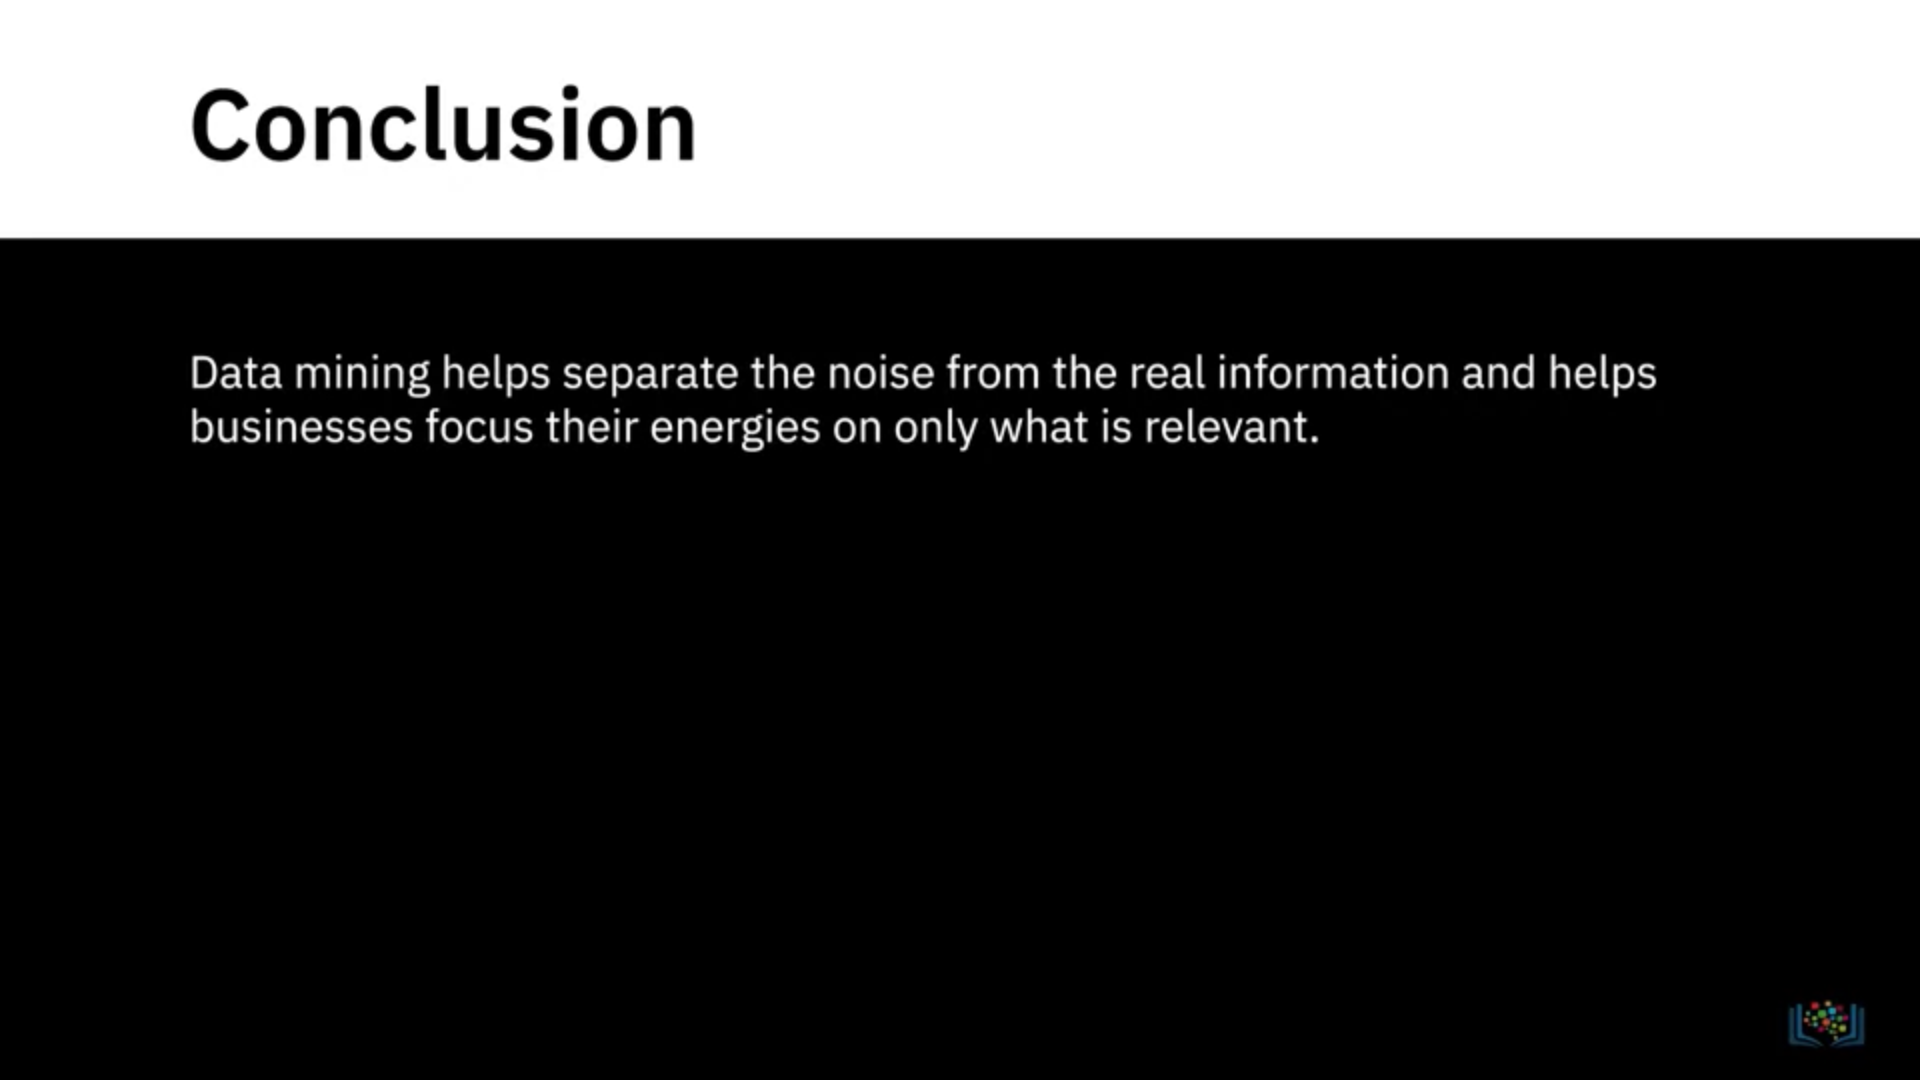 Conclusion
Data mining helps separate the noise from the real information and helps
businesses focus their energies on only what is relevant.